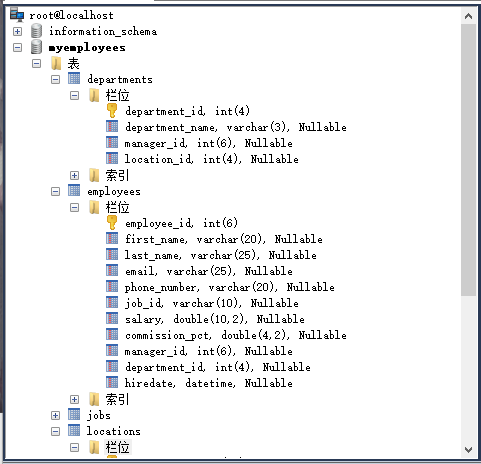 root@localhost
information_schema
myemployees
表
departments
栏位
department_id, int(4)
department_name, varchar(3), Nullable
manager_id, int(6), Nullable
location_id, int(4), Nullable
索引
employees
栏位
employee_id, int(6)
first_name, varchar(20), Nullable
last_name, varchar(25), Nullable
email, varchar(25), Nullable
phone_number, varchar(20), Nullable
job_id, varchar(10), Nullable
salary, double(10,2), Nullable
commission_pct, double(4,2), Nullable
manager_id, int(6), Nullable
department_id, int(4), Nullable
hiredate, datetime, Nullable
索引
jobs
locations
栏位